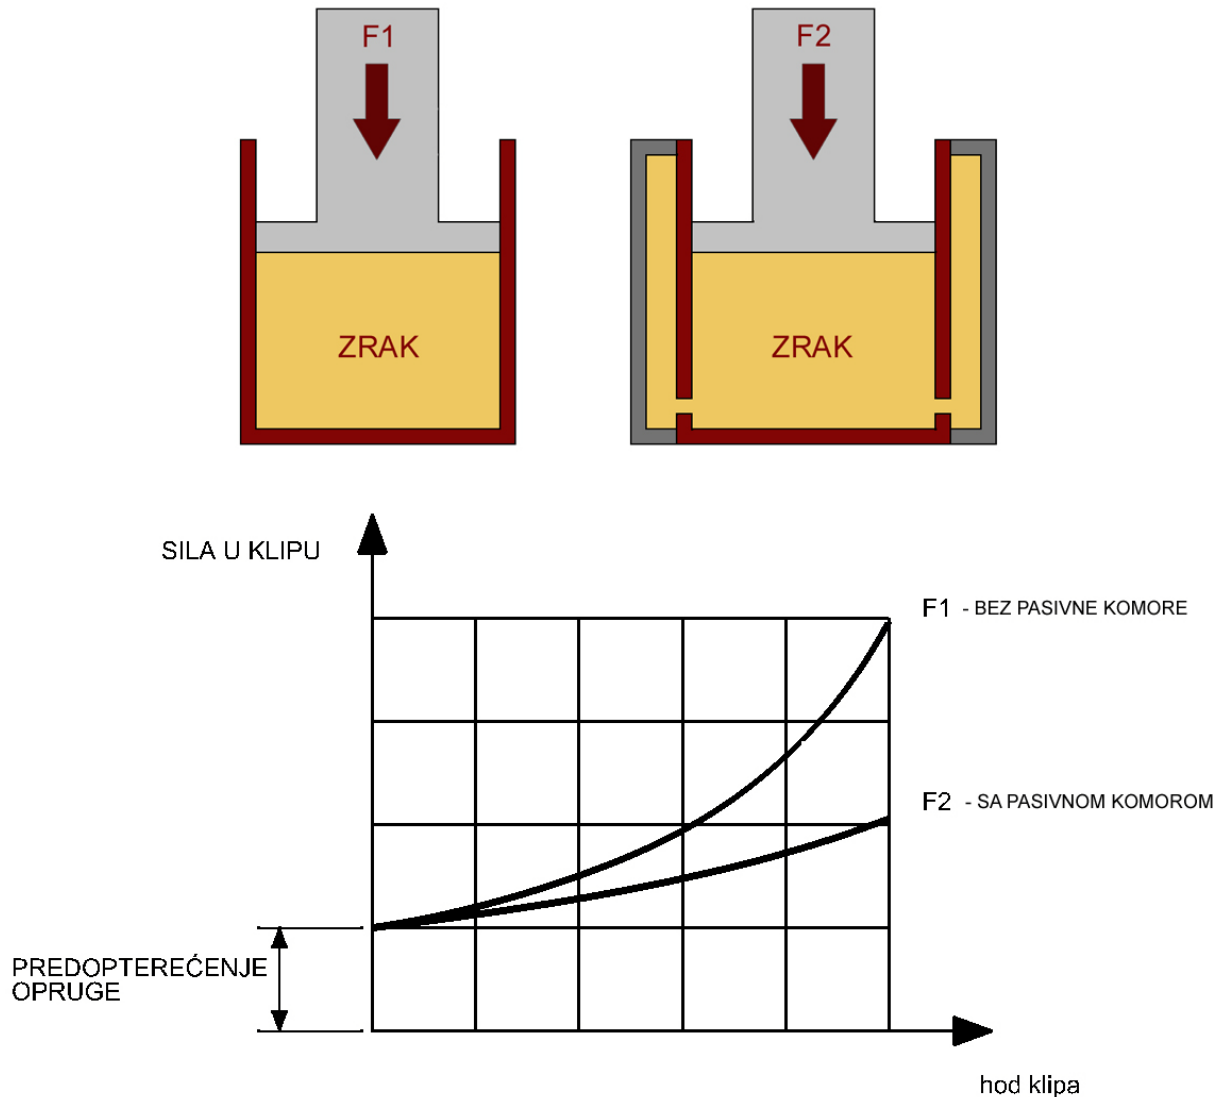 F1
F2
ZRAK
ZRAK
SILA U KLIPU
F1 - BEZ PASIVNE KOMORE
F2 - SA PASIVNOM KOMOROM
PREDOPTEREĆENJE
OPRUGE
hod klipa